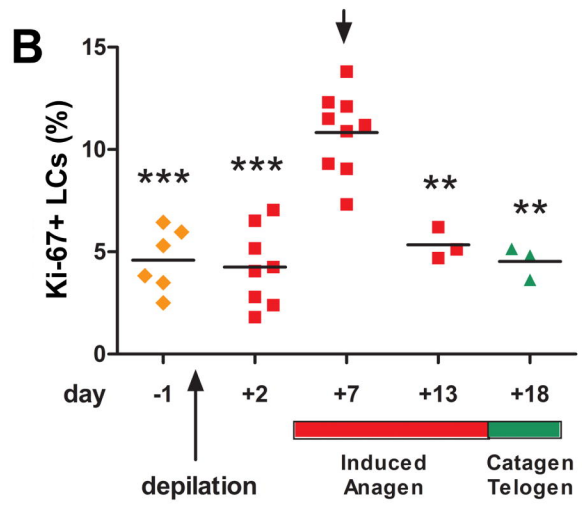 B
Ki-67+ LCs (%)
15
10
5
0
***
***
**
**
day -1 +2 +7 +13 +18
depilation
Induced
Anagen
Catagen
Telogen